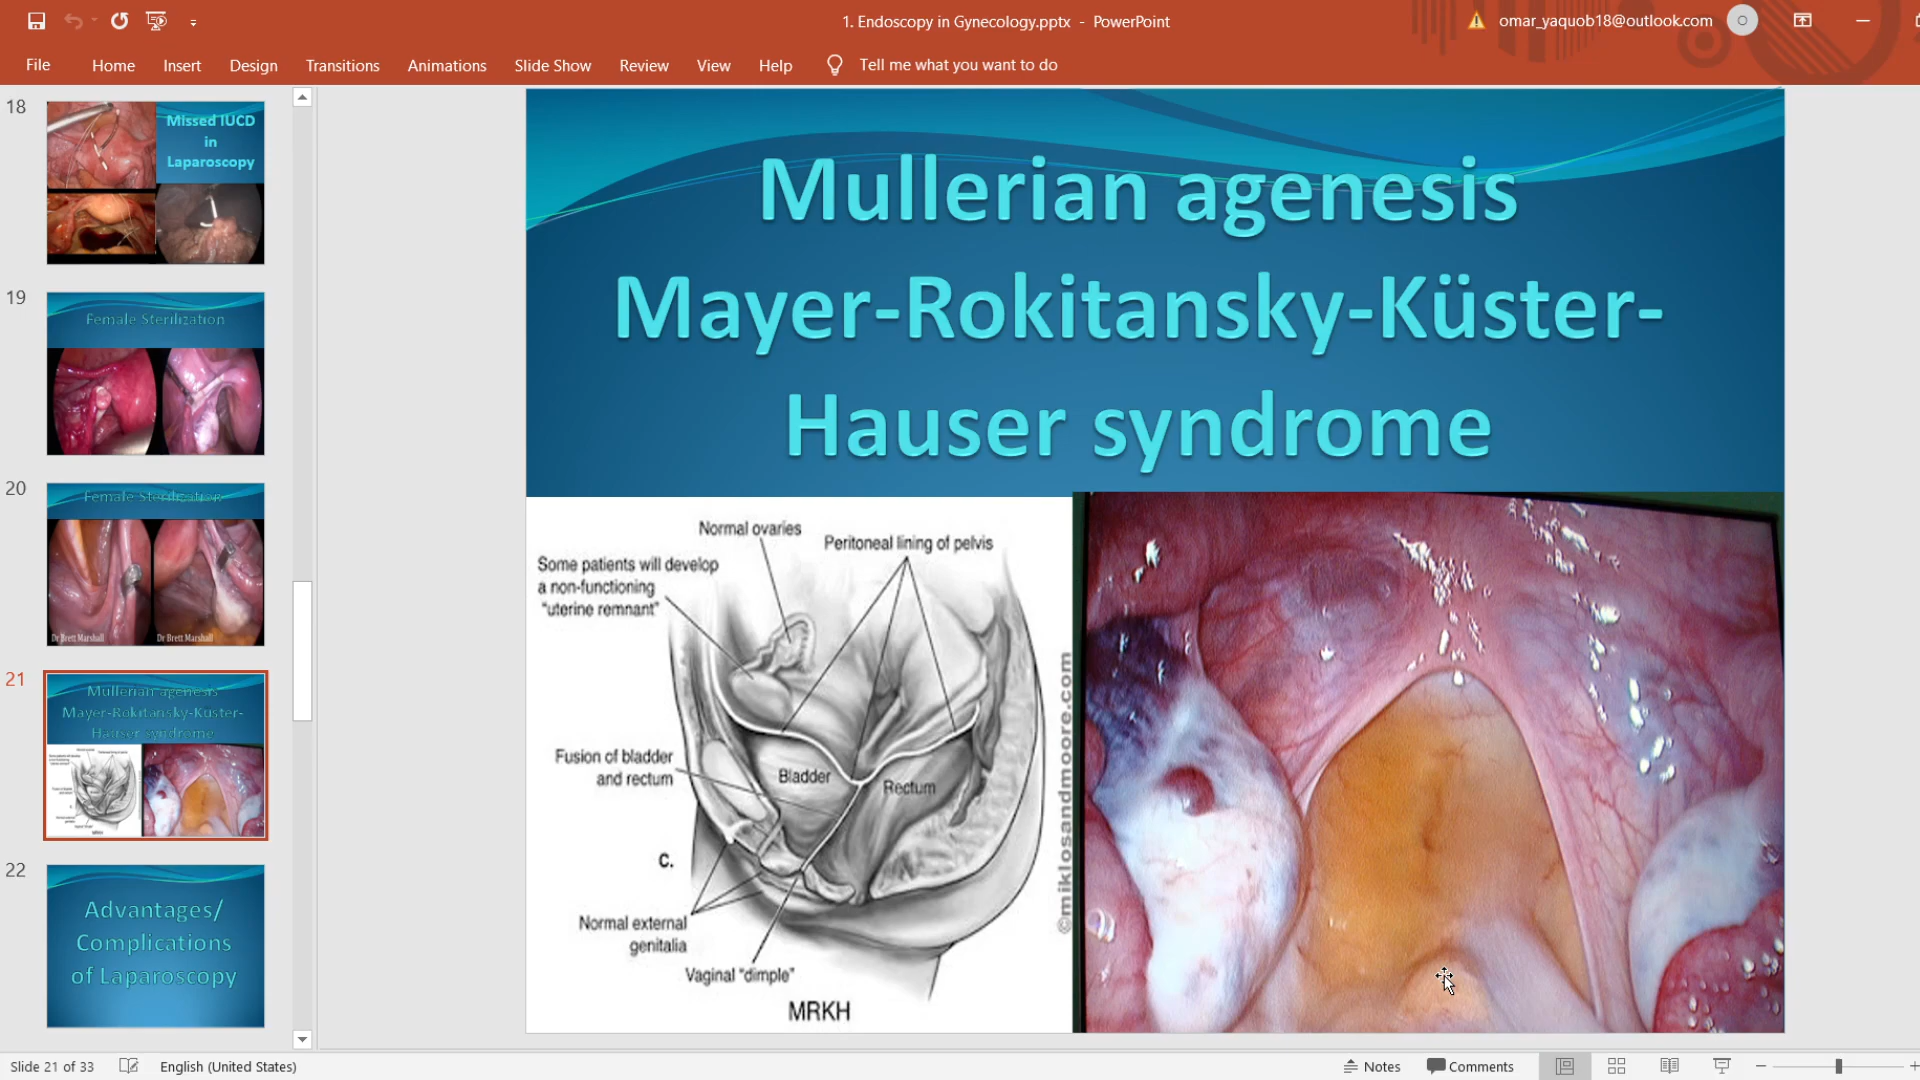 1. Endoscopy in Gynecology.pptx - PowerPoint
omar_yaquob18@outlook.com
O
File Home Insert Design Transitions Animations Slide Show Review View Help Tell me what you want to do
18
Missed IUCD
in
Laparoscopy
19
Female Sterilization
20
Female Sterilization
Dr Brett Marshall
Dr Brett Marshall
21
Mullerian agenesis
Mayer-Rokitansky-Küster-
Hauser syndrome
22
Advantages/
Complications
of Laparoscopy
Mullerian agenesis
Mayer-Rokitansky-Küster-
Hauser syndrome
Normal ovaries
Peritoneal lining of pelvis
Some patients will develop
a non-functioning
"uterine remnant"
Fusion of bladder
and rectum
Bladder
Rectum
C.
Normal external
genitalia
Vaginal "dimple"
MRKH
©miklosandmoore.com
Slide 21 of 33 English (United States) Notes Comments